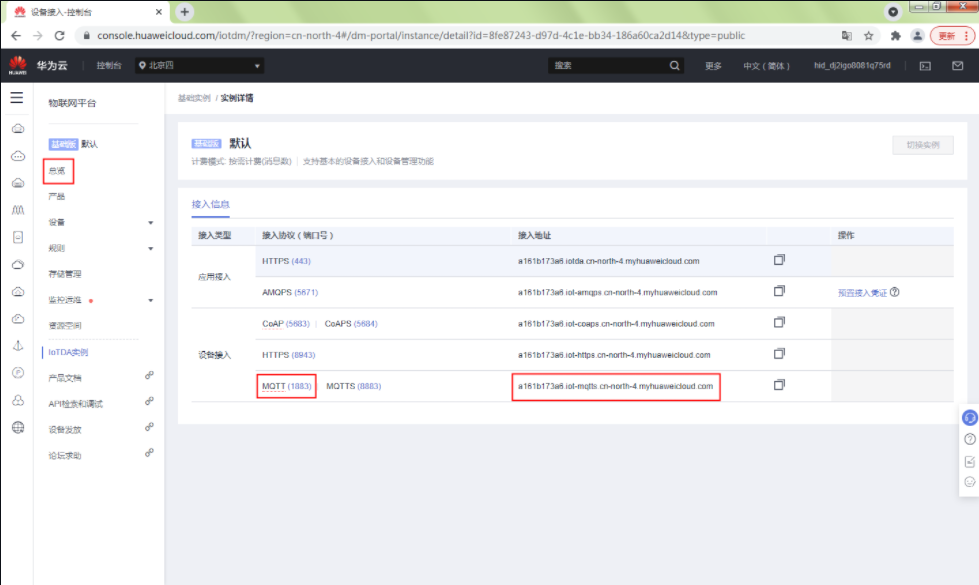 设备接入-控制台
console.huaweicloud.com/iotdm/?region=cn-north-4#/dm-portal/instance/detail?id=8fe87243-d97d-4c1e-bb34-186a60ca2d14&type=public
更新
HUAWEI
华为云 控制台 北京四 搜索 更多 中文（简体） hid_dj2igo8081q75rd
物联网平台
基础版 默认
总览
产品
设备
规则
存储管理
监控运维
资源空间
IoTDA实例
产品文档
API检索和调试
设备发放
论坛求助
基础实例 / 实例详情
基础版 默认
计费模式: 按需计费(消息数) | 支持基本的设备接入和设备管理功能
切换实例
接入信息
接入类型 接入协议（端口号） 接入地址 操作
应用接入
HTTPS (443) a161b173a6.iotda.cn-north-4.myhuaweicloud.com
AMQPS (5671) a161b173a6.iot-amqps.cn-north-4.myhuaweicloud.com 预置接入凭证
设备接入
CoAP (5683) | CoAPS (5684) a161b173a6.iot-coaps.cn-north-4.myhuaweicloud.com
HTTPS (8943) a161b173a6.iot-https.cn-north-4.myhuaweicloud.com
MQTT (1883) MQTTS (8883) a161b173a6.iot-mqtts.cn-north-4.myhuaweicloud.com